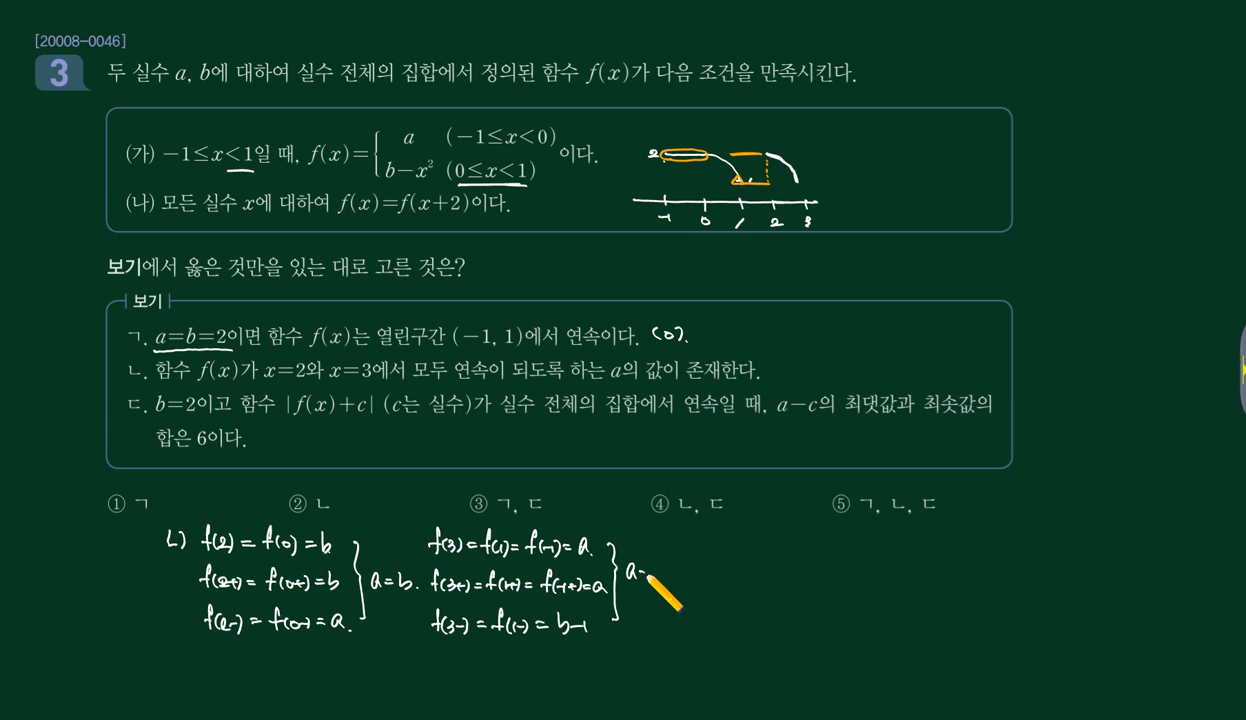 [20008-0046]
3 두 실수 a, b에 대하여 실수 전체의 집합에서 정의된 함수 f(x)가 다음 조건을 만족시킨다.
(가) -1≤x<1일 때, f(x)={ a (-1≤x<0)
b-x² (0≤x<1) 이다.
(나) 모든 실수 x에 대하여 f(x)=f(x+2)이다.
2
-1 0 1 2 3
보기에서 옳은 것만을 있는 대로 고른 것은?
보기
ㄱ. a=b=2이면 함수 f(x)는 열린구간 (-1, 1)에서 연속이다. (0).
ㄴ. 함수 f(x)가 x=2와 x=3에서 모두 연속이 되도록 하는 a의 값이 존재한다.
ㄷ. b=2이고 함수 |f(x)+c| (c는 실수)가 실수 전체의 집합에서 연속일 때, a-c의 최댓값과 최솟값의
합은 6이다.
① ㄱ ② ㄴ ③ ㄱ, ㄷ ④ ㄴ, ㄷ ⑤ ㄱ, ㄴ, ㄷ
ㄴ) f(2) = f(0) = b f(3) = f(1) = f(-1) = a.
f(2+) = f(0+) = b } a = b. f(3+) = f(1+) = f(-1+) = a } a-
f(2-) = f(0-) = a. f(3-) = f(1-) = b-1